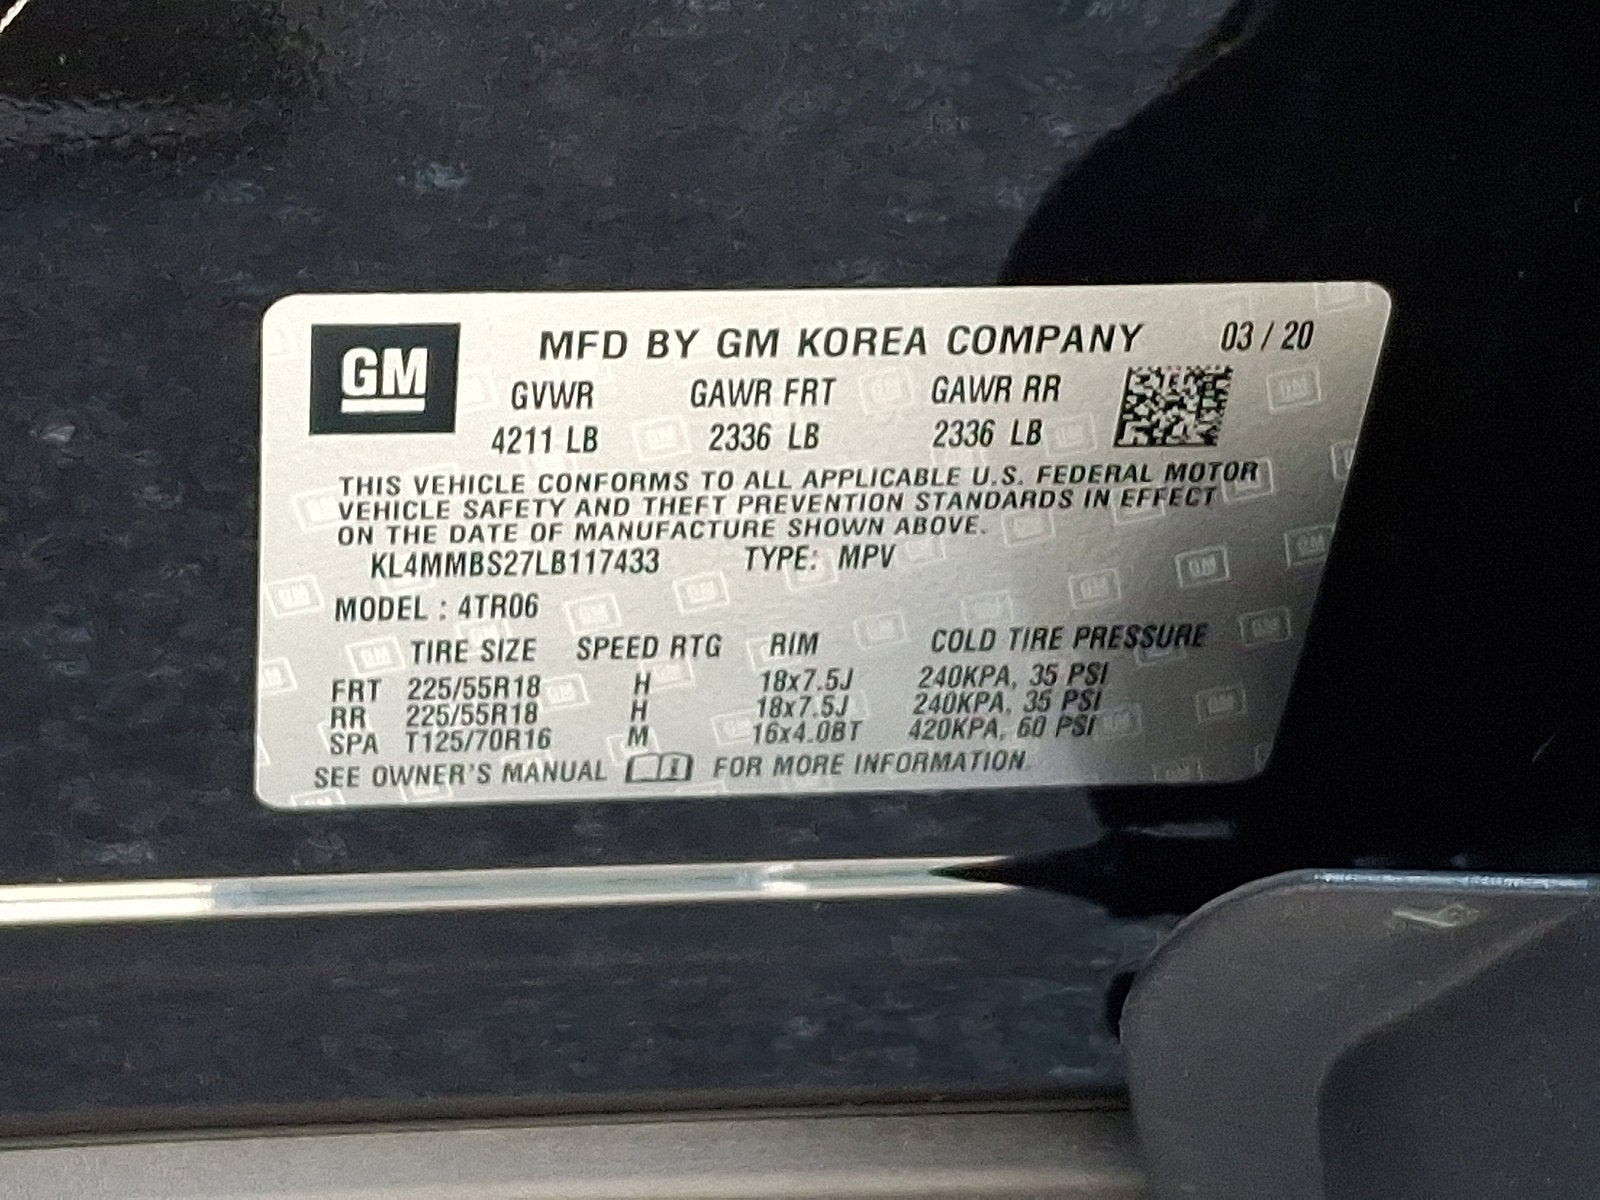 GM
MFD BY GM KOREA COMPANY 03 / 20
GVWR GAWR FRT GAWR RR
4211 LB 2336 LB 2336 LB
THIS VEHICLE CONFORMS TO ALL APPLICABLE U.S. FEDERAL MOTOR
VEHICLE SAFETY AND THEFT PREVENTION STANDARDS IN EFFECT
ON THE DATE OF MANUFACTURE SHOWN ABOVE.
KL4MMBS27LB117433 TYPE: MPV
MODEL : 4TR06
TIRE SIZE SPEED RTG RIM COLD TIRE PRESSURE
FRT 225/55R18 H 18x7.5J 240KPA, 35 PSI
RR 225/55R18 H 18x7.5J 240KPA, 35 PSI
SPA T125/70R16 M 16x4.0BT 420KPA, 60 PSI
SEE OWNER'S MANUAL FOR MORE INFORMATION